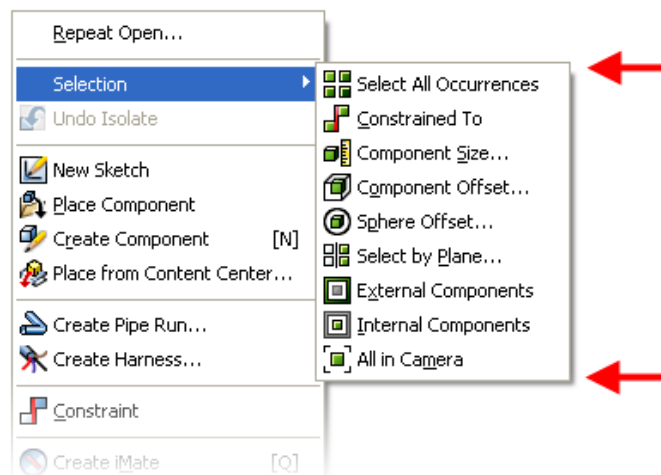 Repeat Open...
Selection
Undo Isolate
New Sketch
Place Component
Create Component [N]
Place from Content Center...
Create Pipe Run...
Create Harness...
Constraint
Create iMate [Q]
Select All Occurrences
Constrained To
Component Size...
Component Offset...
Sphere Offset...
Select by Plane...
External Components
Internal Components
All in Camera